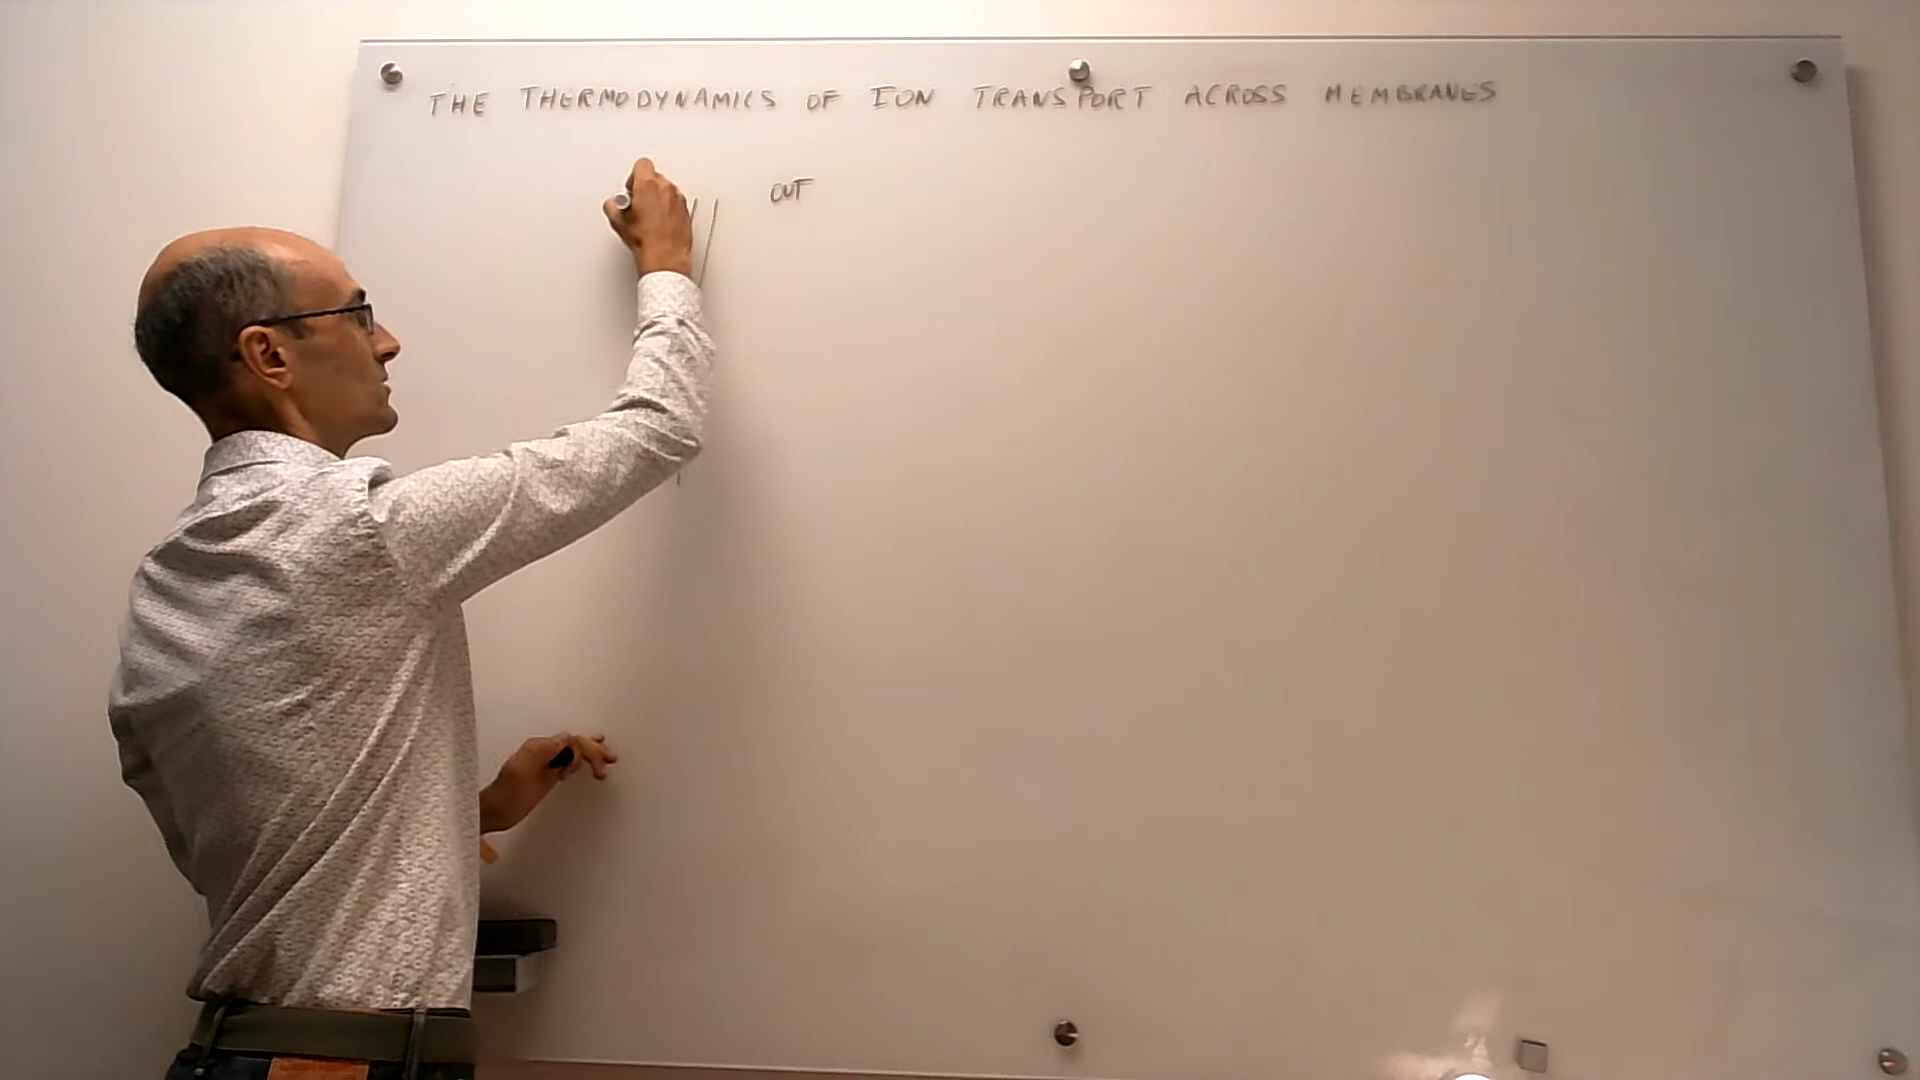 THE THERMODYNAMICS OF ION TRANSPORT ACROSS MEMBRANES
OUT